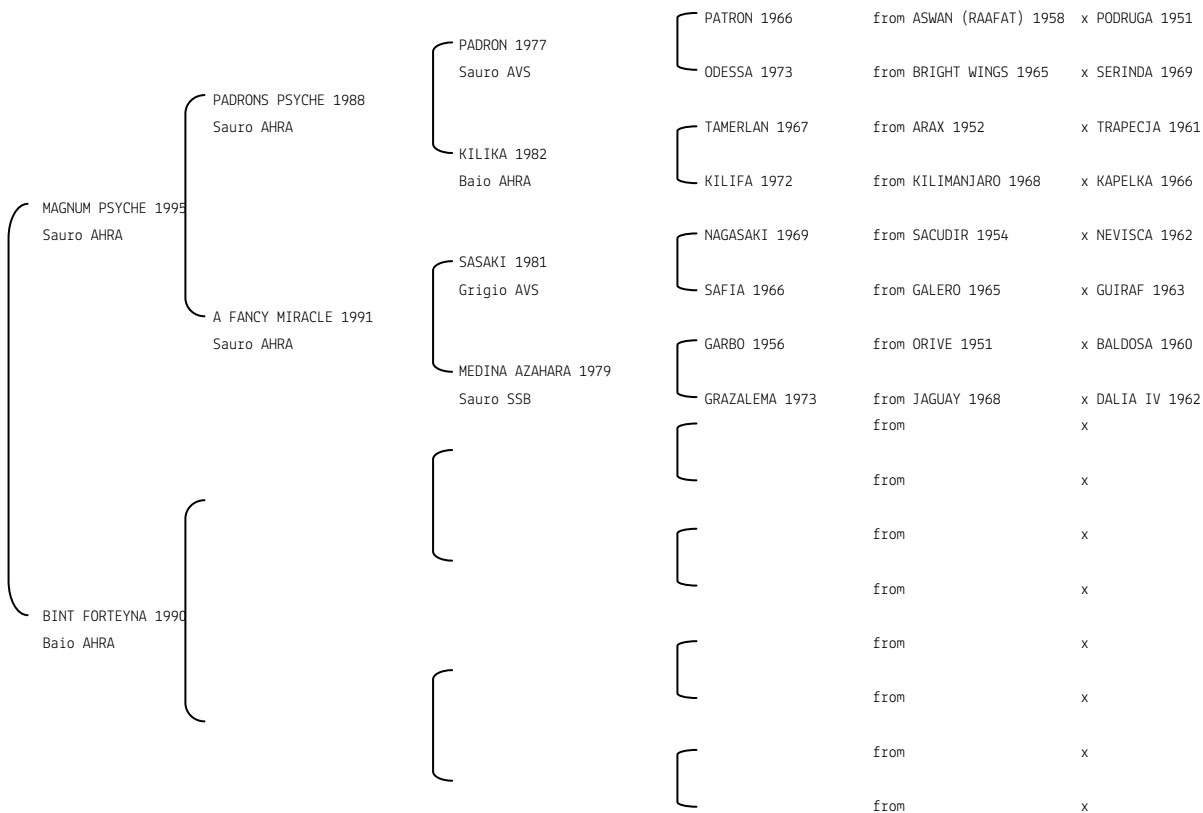 PATRON 1966 from ASWAN (RAAFAT) 1958 x PODRUGA 1951
PADRON 1977
Sauro AVS ODESSA 1973 from BRIGHT WINGS 1965 x SERINDA 1969
PADRONS PSYCHE 1988
Sauro AHRA TAMERLAN 1967 from ARAX 1952 x TRAPECJA 1961
KILIKA 1982
Baio AHRA KILIFA 1972 from KILIMANJARO 1968 x KAPELKA 1966
MAGNUM PSYCHE 1995
Sauro AHRA NAGASAKI 1969 from SACUDIR 1954 x NEVISCA 1962
SASAKI 1981
Grigio AVS SAFIA 1966 from GALERO 1965 x GUIRAF 1963
A FANCY MIRACLE 1991
Sauro AHRA GARBO 1956 from ORIVE 1951 x BALDOSA 1960
MEDINA AZAHARA 1979
Sauro SSB GRAZALEMA 1973 from JAGUAY 1968 x DALIA IV 1962
from x
from x
from x
from x
BINT FORTEYNA 1990
Baio AHRA from x
from x
from x
from x